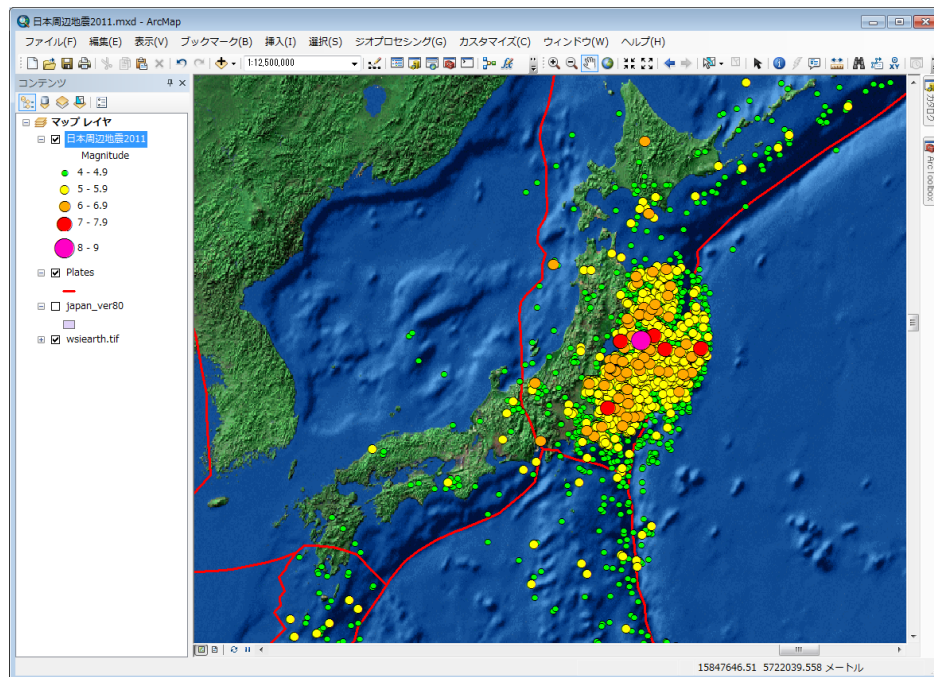 日本周辺地震2011.mxd - ArcMap
ファイル(F) 編集(E) 表示(V) ブックマーク(B) 挿入(I) 選択(S) ジオプロセシング(G) カスタマイズ(C) ウィンドウ(W) ヘルプ(H)
1:12,500,000
コンテンツ
カタログ
マップ レイヤ
日本周辺地震2011
Magnitude
ArcToolbox
4 - 4.9
5 - 5.9
6 - 6.9
7 - 7.9
8 - 9
Plates
japan_ver80
wsiearth.tif
15847646.51 5722039.558 メートル